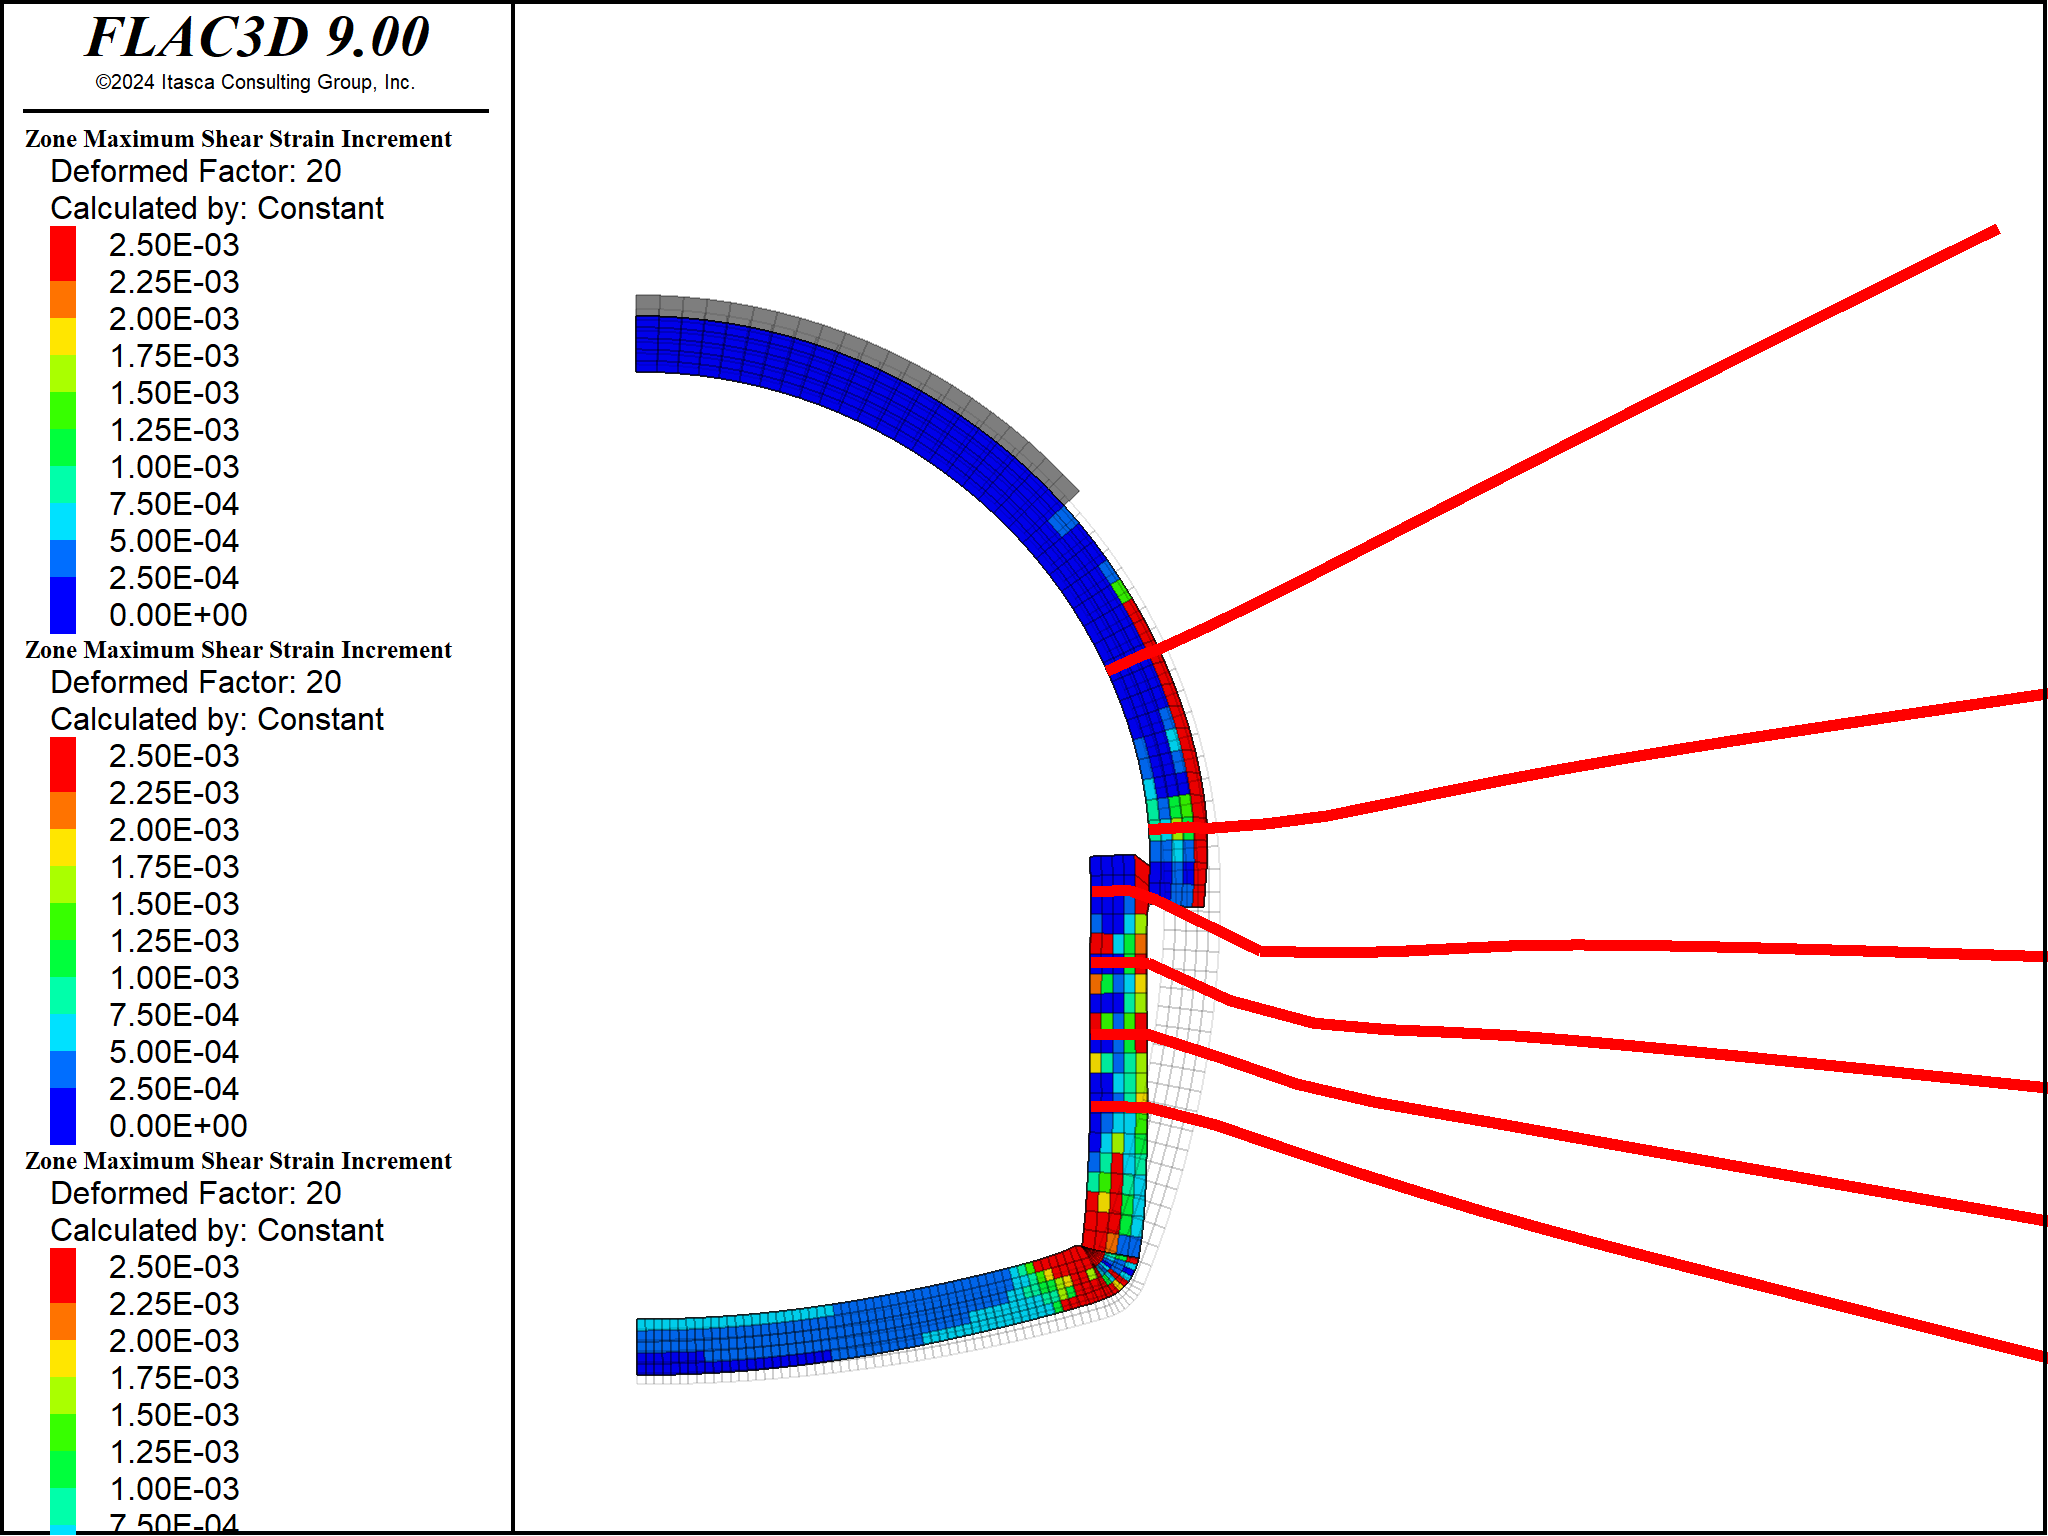 FLAC3D 9.00
©2024 Itasca Consulting Group, Inc.
Zone Maximum Shear Strain Increment
Deformed Factor: 20
Calculated by: Constant
2.50E-03
2.25E-03
2.00E-03
1.75E-03
1.50E-03
1.25E-03
1.00E-03
7.50E-04
5.00E-04
2.50E-04
0.00E+00
Zone Maximum Shear Strain Increment
Deformed Factor: 20
Calculated by: Constant
2.50E-03
2.25E-03
2.00E-03
1.75E-03
1.50E-03
1.25E-03
1.00E-03
7.50E-04
5.00E-04
2.50E-04
0.00E+00
Zone Maximum Shear Strain Increment
Deformed Factor: 20
Calculated by: Constant
2.50E-03
2.25E-03
2.00E-03
1.75E-03
1.50E-03
1.25E-03
1.00E-03
7.50E-04